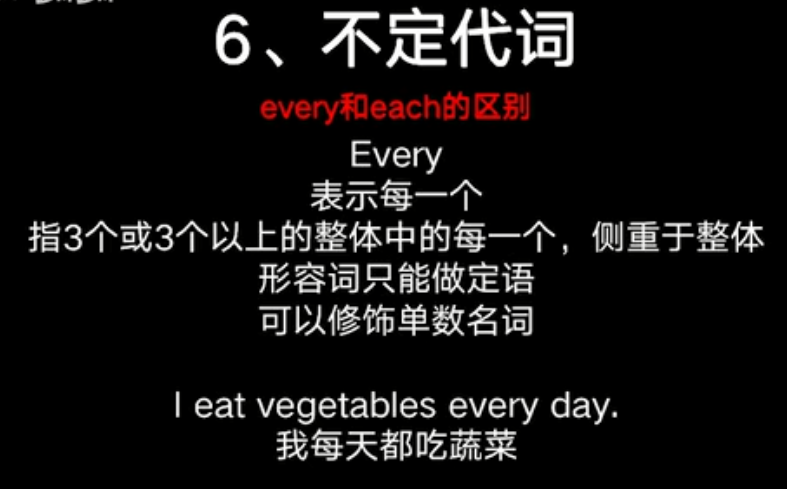 6、不定代词
every和each的区别
Every
表示每一个
指3个或3个以上的整体中的每一个，侧重于整体
形容词只能做定语
可以修饰单数名词
I eat vegetables every day.
我每天都吃蔬菜